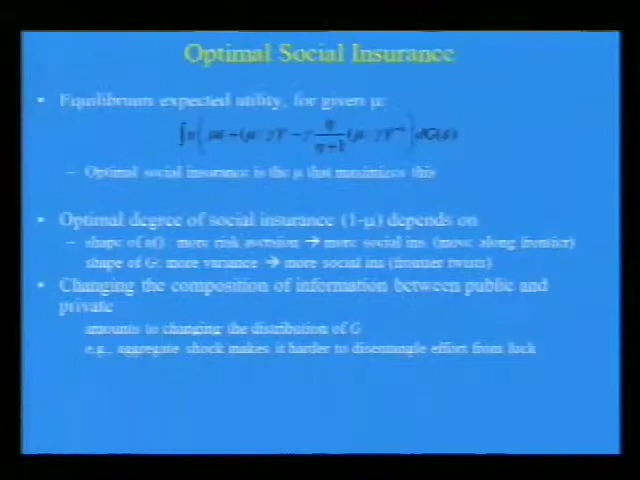 Optimal Social Insurance
• Equilibrium expected utility, for given μ:
– Optimal social insurance is the μ that maximizes this
• Optimal degree of social insurance (1-μ) depends on
– shape of u(): more risk aversion → more social ins (move along frontier)
shape of G: more variance → more social ins (frontier twists)
• Changing the composition of information between public and
private
amounts to changing the distribution of G
e.g., aggregate shock makes it harder to disentangle effort from luck